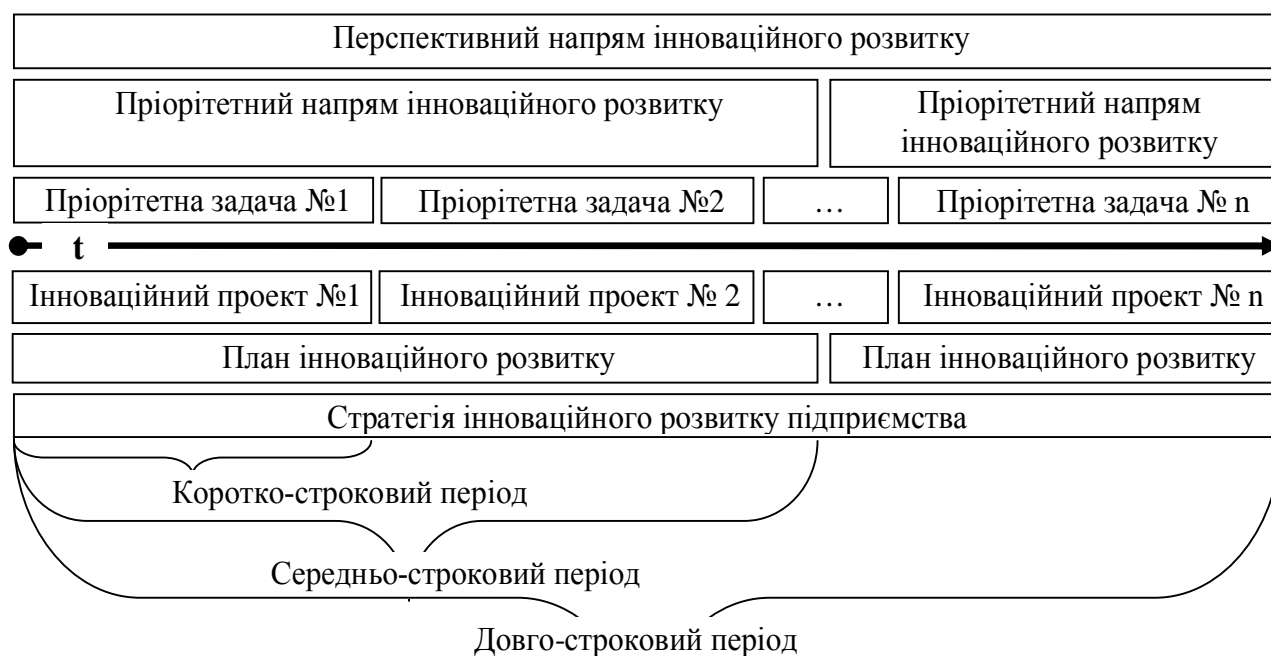 Перспективний напрям інноваційного розвитку
Пріорітетний напрям інноваційного розвитку
Пріорітетний напрям
інноваційного розвитку
Пріорітетна задача №1
Пріорітетна задача №2
…
Пріорітетна задача № n
t
Інноваційний проект №1
Інноваційний проект № 2
…
Інноваційний проект № n
План інноваційного розвитку
План інноваційного розвитку
Стратегія інноваційного розвитку підприємства
Коротко-строковий період
Середньо-строковий період
Довго-строковий період